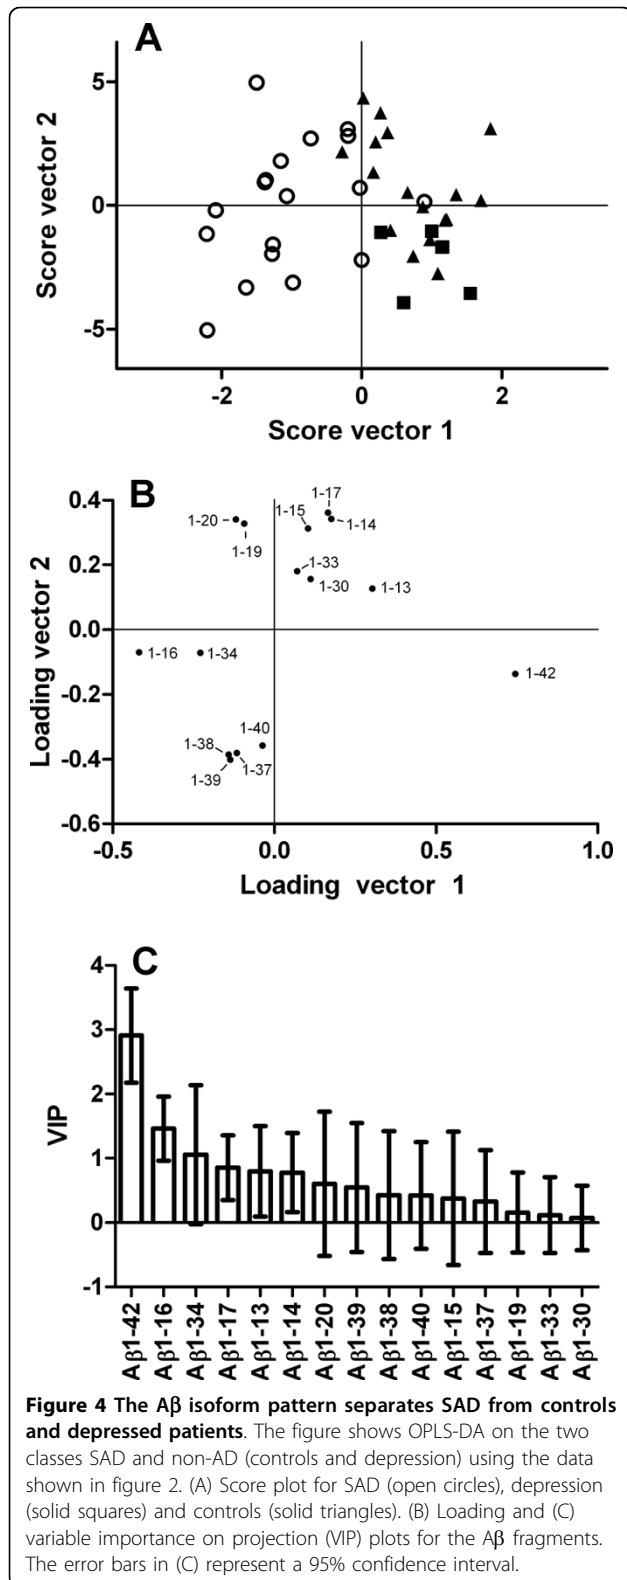 A
Score vector 2
5
0
-5
-2
0
2
Score vector 1
B
Loading vector 2
0.4
0.2
0.0
-0.2
-0.4
-0.6
1-17
1-20
1-15
1-14
1-19
1-33
1-30
1-13
1-16
1-34
1-42
1-40
1-38
1-37
1-39
-0.5
0.0
0.5
1.0
Loading vector 1
C
VIP
4
3
2
1
0
-1
Aβ1-42
Aβ1-16
Aβ1-34
Aβ1-17
Aβ1-13
Aβ1-14
Aβ1-20
Aβ1-39
Aβ1-38
Aβ1-40
Aβ1-15
Aβ1-37
Aβ1-19
Aβ1-33
Aβ1-30
Figure 4 The Aβ isoform pattern separates SAD from controls
and depressed patients. The figure shows OPLS-DA on the two
classes SAD and non-AD (controls and depression) using the data
shown in figure 2. (A) Score plot for SAD (open circles), depression
(solid squares) and controls (solid triangles). (B) Loading and (C)
variable importance on projection (VIP) plots for the Aβ fragments.
The error bars in (C) represent a 95% confidence interval.